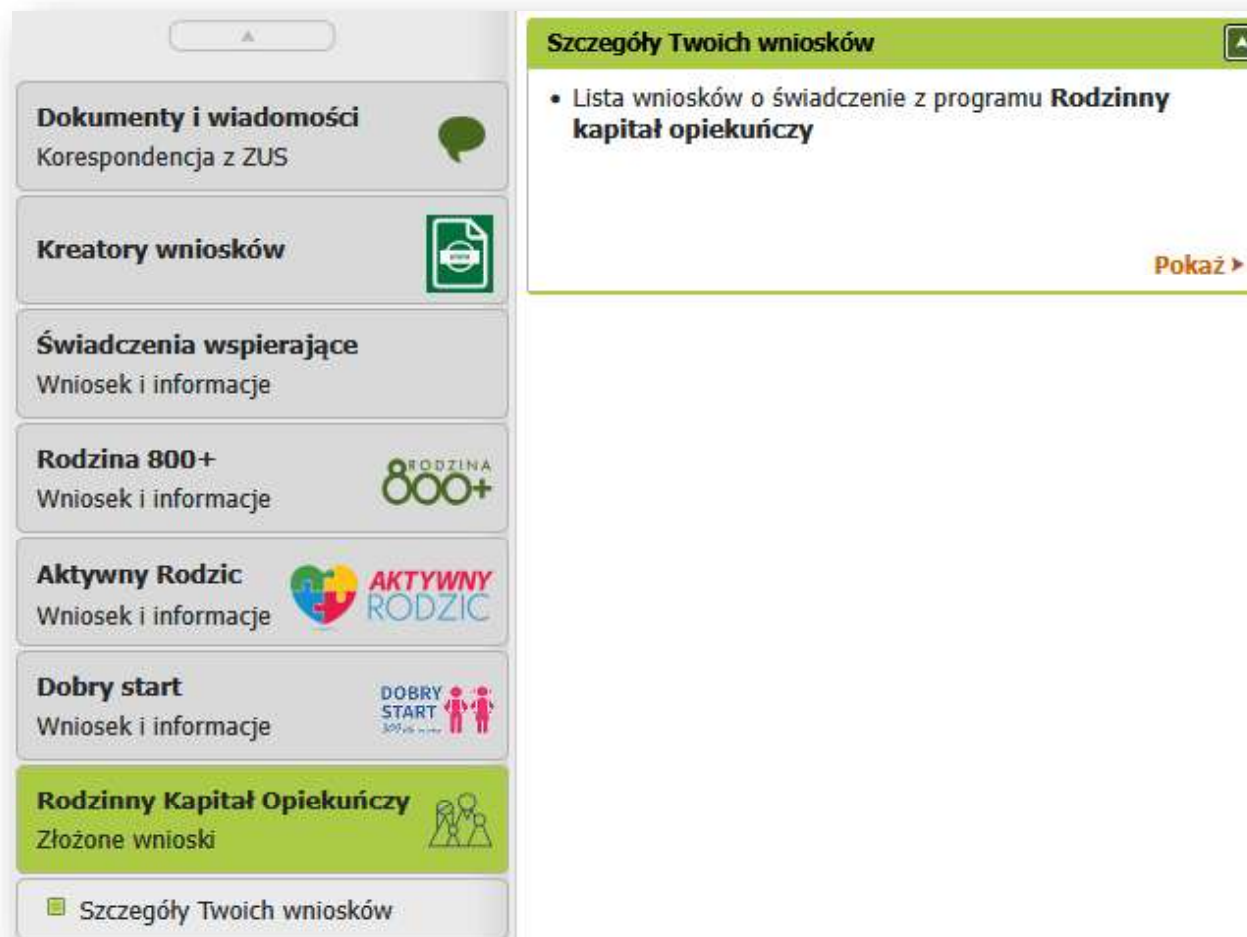 Dokumenty i wiadomości
Korespondencja z ZUS
Kreatory wniosków
Świadczenia wspierające
Wniosek i informacje
Rodzina 800+
Wniosek i informacje
RODZINA
800+
Aktywny Rodzic
Wniosek i informacje
AKTYWNY
RODZIC
Dobry start
Wniosek i informacje
DOBRY
START
Rodzinny Kapitał Opiekuńczy
Złożone wnioski
Szczegóły Twoich wniosków
Szczegóły Twoich wniosków
• Lista wniosków o świadczenie z programu Rodzinny
kapitał opiekuńczy
Pokaż